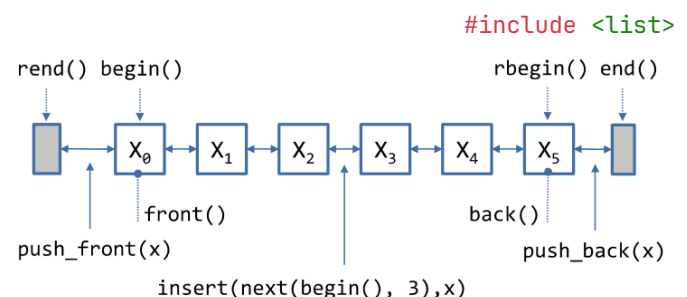 #include <list>
rend() begin() rbegin() end()
X0 X1 X2 X3 X4 X5
front() back()
push_front(x) push_back(x)
insert(next(begin(), 3),x)